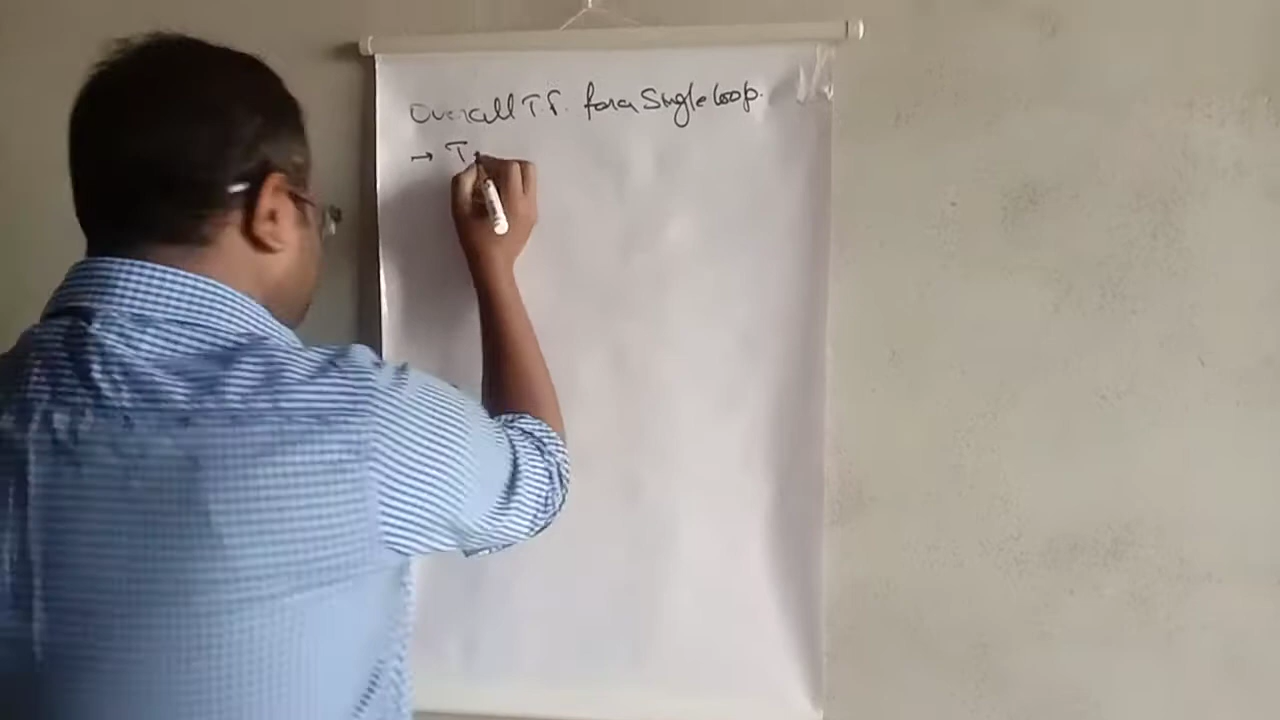 Overall T.F. for a Single loop.
→ T